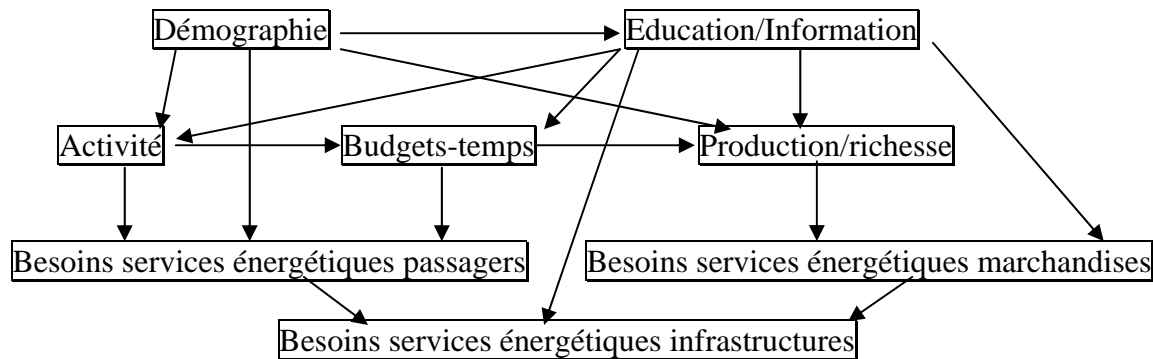 Démographie
Education/Information
Activité
Budgets-temps
Production/richesse
Besoins services énergétiques passagers
Besoins services énergétiques marchandises
Besoins services énergétiques infrastructures